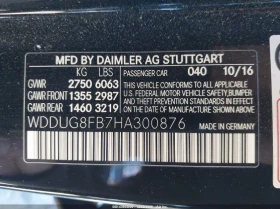 MFD BY DAIMLER AG STUTTGART
KG LBS PASSENGER CAR 040 10/16
GVWR 2750 6063
GAWR FRONT 1355 2987
GAWR REAR 1460 3219
THIS VEHICLE CONFORMS TO ALL APPLICABLE
U.S. FEDERAL MOTOR VEHICLE SAFETY,
BUMPER, AND THEFT PREVENTION STANDARDS
IN EFFECT ON THE DATE OF MANUFACTURE
SHOWN ABOVE.
WDDUG8FB7HA300876
MADE IN GERMANY